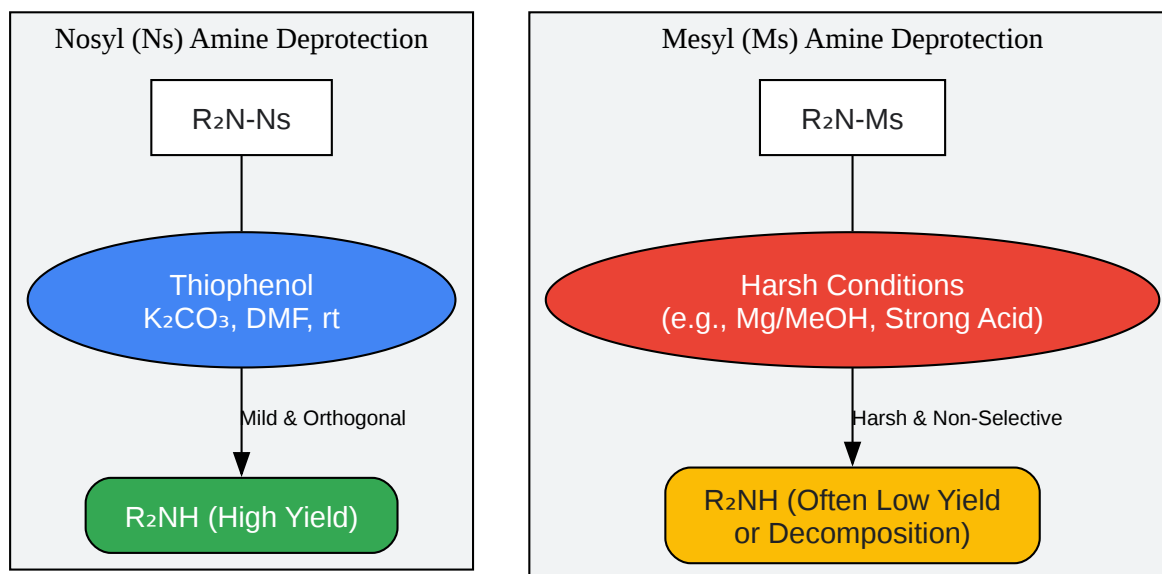 Nosyl (Ns) Amine Deprotection
R₂N-Ns
Thiophenol
K₂CO₃, DMF, rt
Mild & Orthogonal
R₂NH (High Yield)
Mesyl (Ms) Amine Deprotection
R₂N-Ms
Harsh Conditions
(e.g., Mg/MeOH, Strong Acid)
Harsh & Non-Selective
R₂NH (Often Low Yield
or Decomposition)